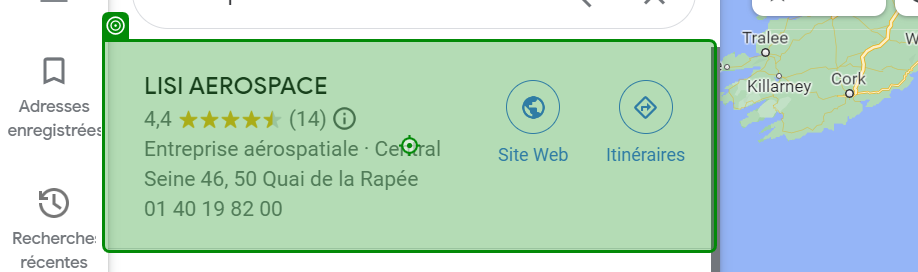 Adresses
enregistrées
Recherches
récentes
LISI AEROSPACE
4,4 (14)
Entreprise aérospatiale · Central
Seine 46, 50 Quai de la Rapée
01 40 19 82 00
Site Web
Itinéraires
Tralee
Killarney
Cork